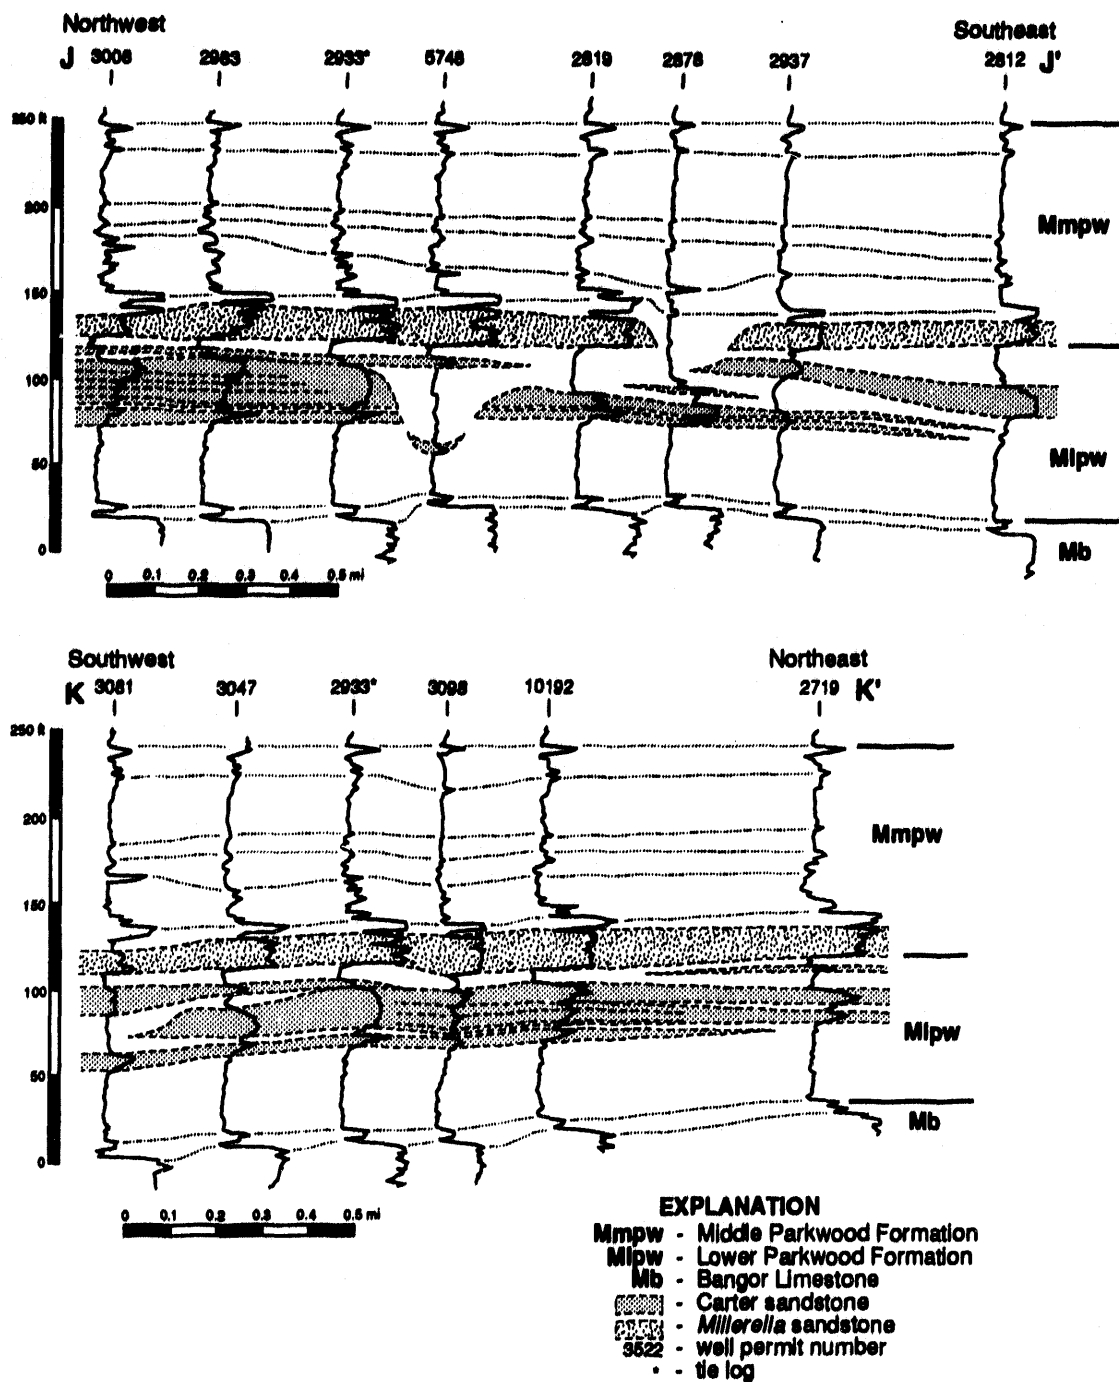 Northwest
Southeast
J 3006 2983 2933* 5748 2819 2878 2937 2812 J'
250 ft
200
150
100
50
0
Mmpw
Mlpw
Mb
0 0.1 0.2 0.3 0.4 0.5 mi
Southwest
Northeast
K 3081 3047 2933* 3098 10192 2719 K'
250 ft
200
150
100
50
0
Mmpw
Mlpw
Mb
0 0.1 0.2 0.3 0.4 0.5 mi
EXPLANATION
Mmpw - Middle Parkwood Formation
Mlpw - Lower Parkwood Formation
Mb - Bangor Limestone
- Carter sandstone
- Millerella sandstone
3522 - well permit number
* - tie log